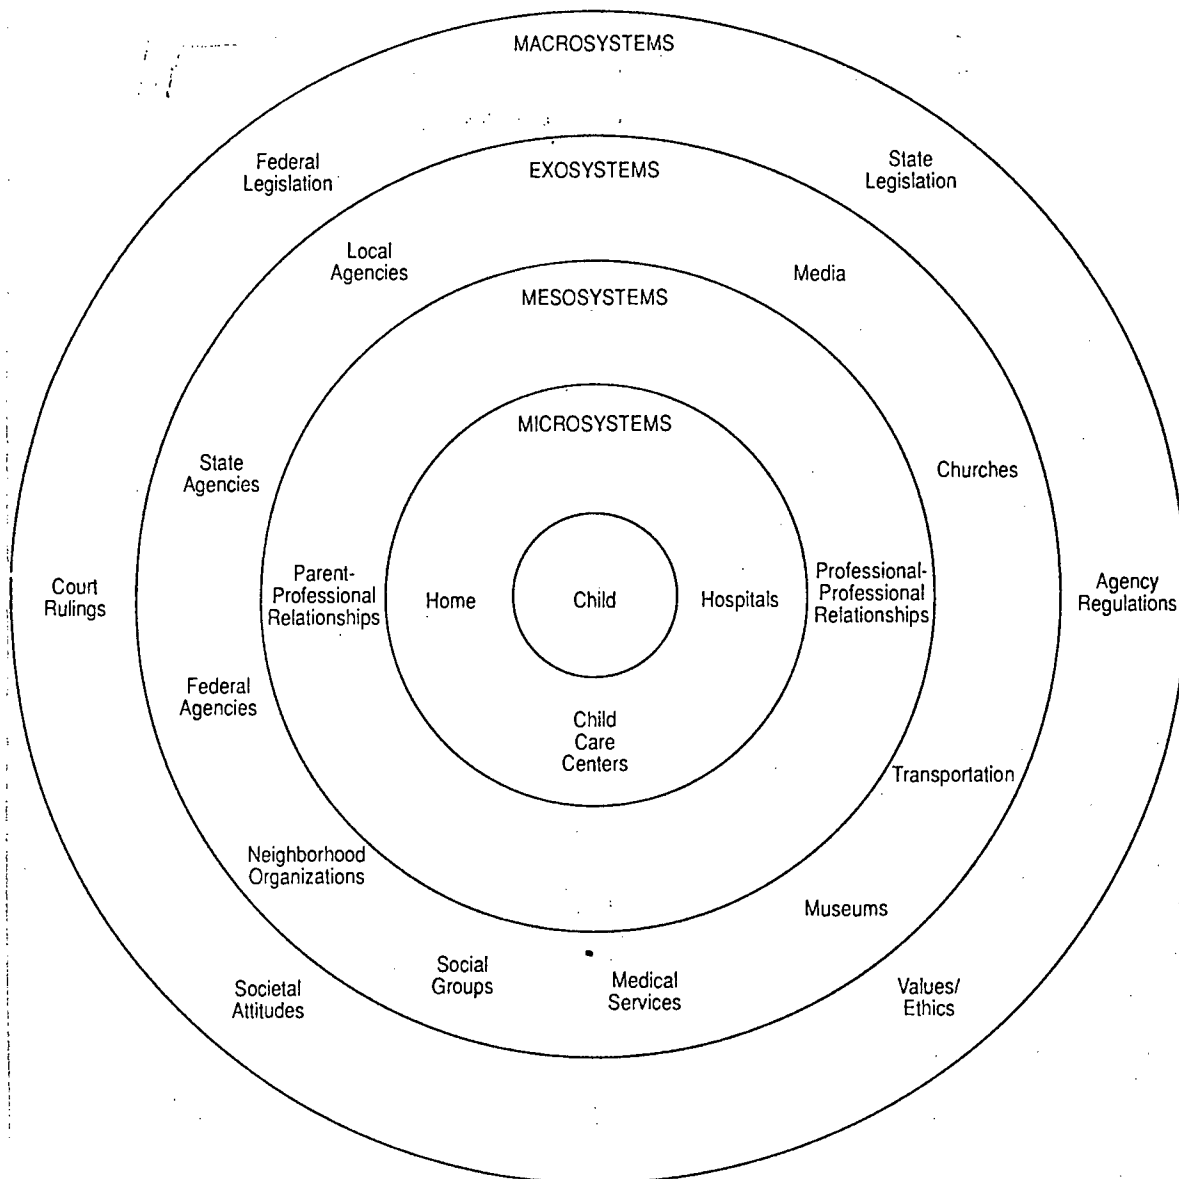 MACROSYSTEMS
Federal
Legislation
State
Legislation
EXOSYSTEMS
Local
Agencies
Media
MESOSYSTEMS
MICROSYSTEMS
State
Agencies
Churches
Court
Rulings
Parent-
Professional
Relationships
Home
Child
Hospitals
Professional-
Professional
Relationships
Agency
Regulations
Federal
Agencies
Child
Care
Centers
Transportation
Neighborhood
Organizations
Museums
Social
Groups
Medical
Services
Societal
Attitudes
Values/
Ethics